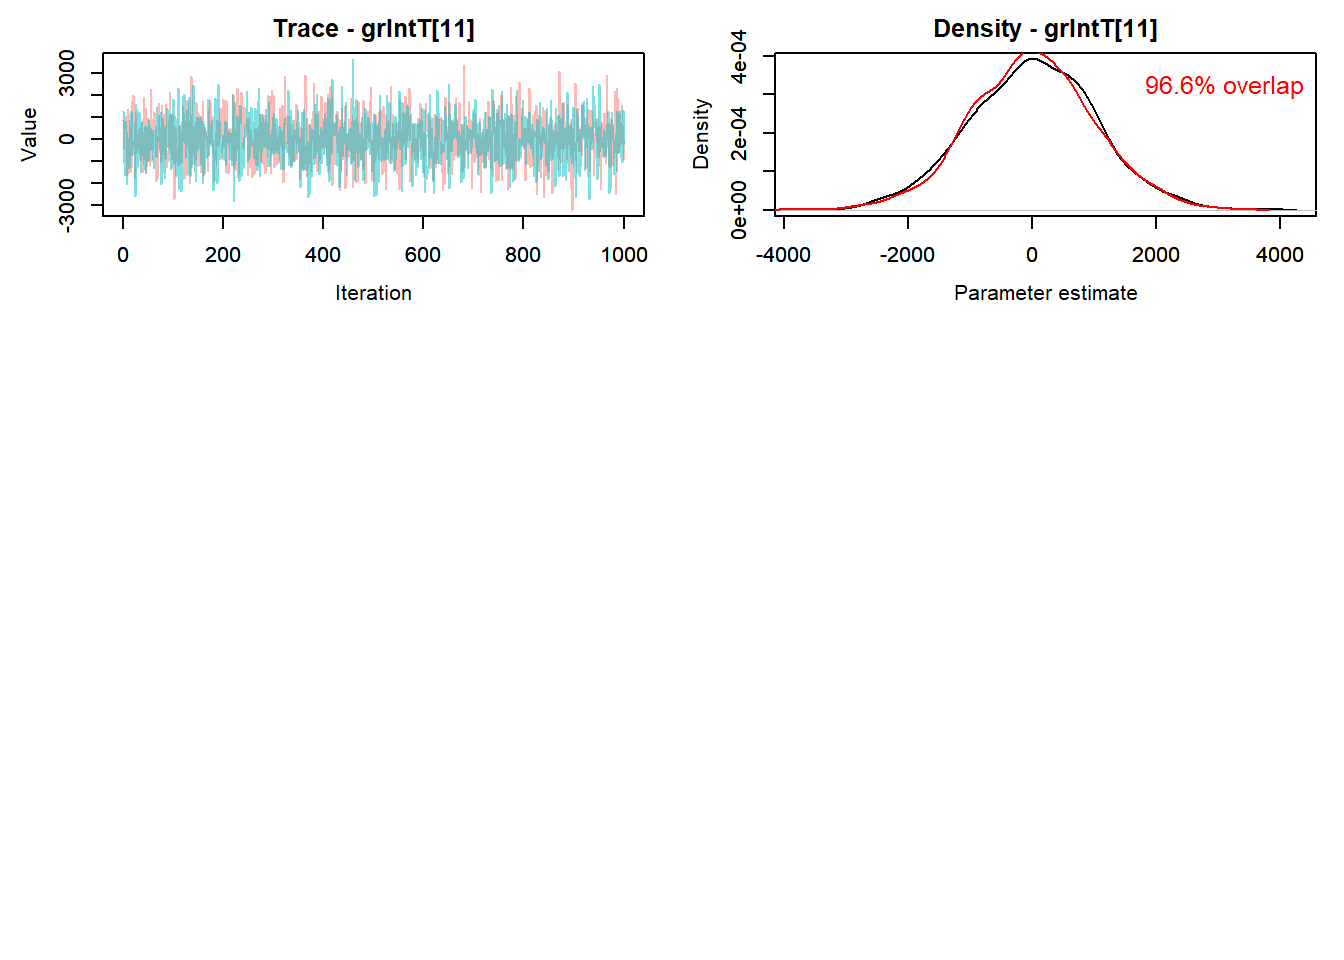 Trace - grIntT[11]
Value
3000
0
-3000
0
200
400
600
800
1000
Iteration
Density - grIntT[11]
Density
4e-04
2e-04
0e+00
96.6% overlap
-4000
-2000
0
2000
4000
Parameter estimate